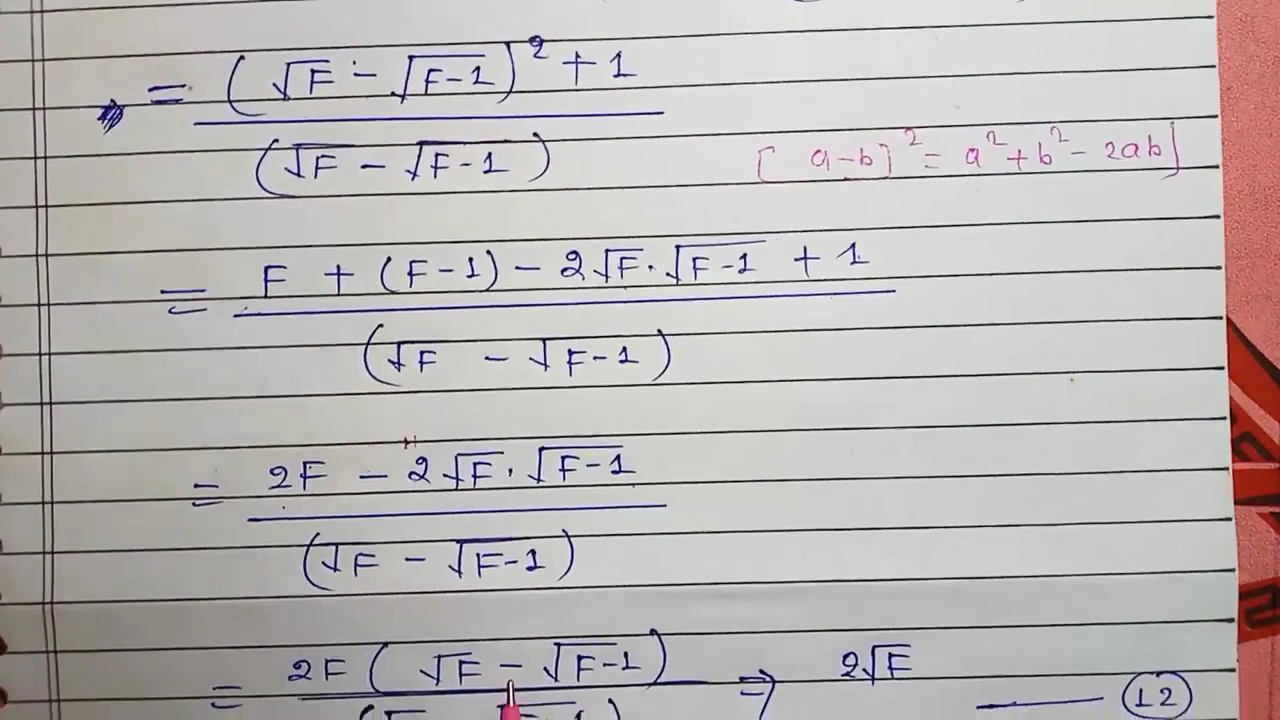 = (√F - √F-1)² + 1
(√F - √F-1)
[a-b]² = a² + b² - 2ab]
= F + (F-1) - 2√F . √F-1 + 1
(√F - √F-1)
= 2F - 2√F . √F-1
(√F - √F-1)
= 2F (√F - √F-1) ⇒ 2√F —— 12